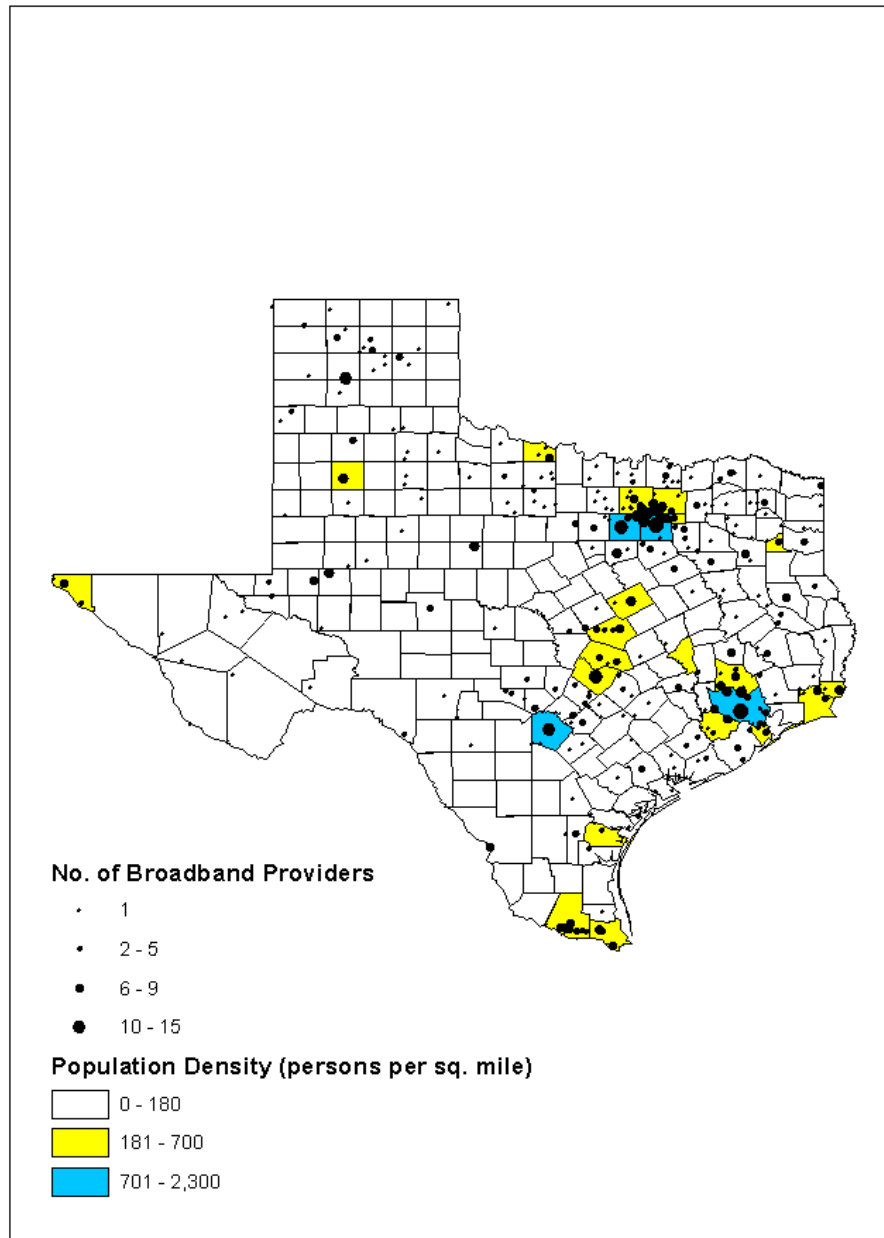 No. of Broadband Providers
1
2 - 5
6 - 9
10 - 15
Population Density (persons per sq. mile)
0 - 180
181 - 700
701 - 2,300